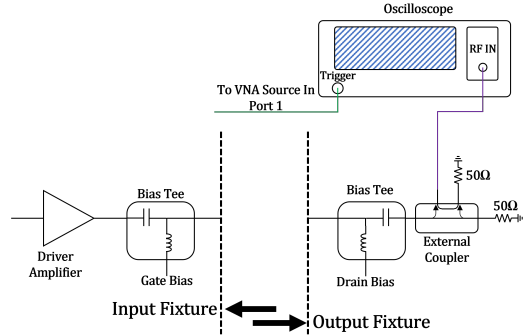 Oscilloscope
RF IN
Trigger
To VNA Source In
Port 1
50Ω
Bias Tee
Bias Tee
50Ω
Driver
Amplifier
External
Coupler
Gate Bias
Drain Bias
Input Fixture
Output Fixture